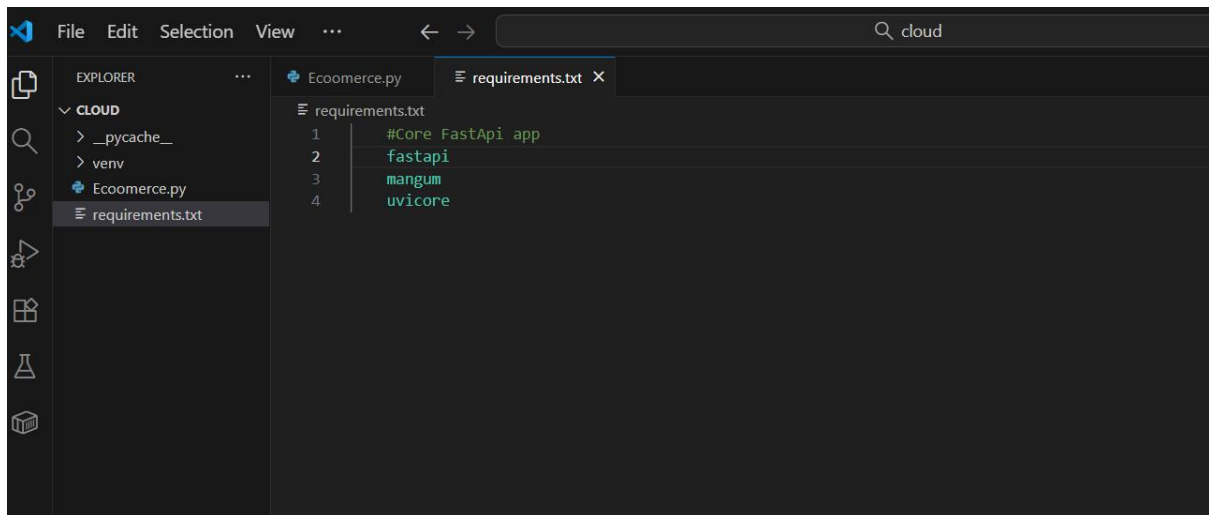 File Edit Selection View ··· ← → cloud
EXPLORER ···
CLOUD
__pycache__
venv
Ecoomerce.py
requirements.txt
Ecoomerce.py requirements.txt ×
requirements.txt
1 #Core FastApi app
2 fastapi
3 mangum
4 uvicore